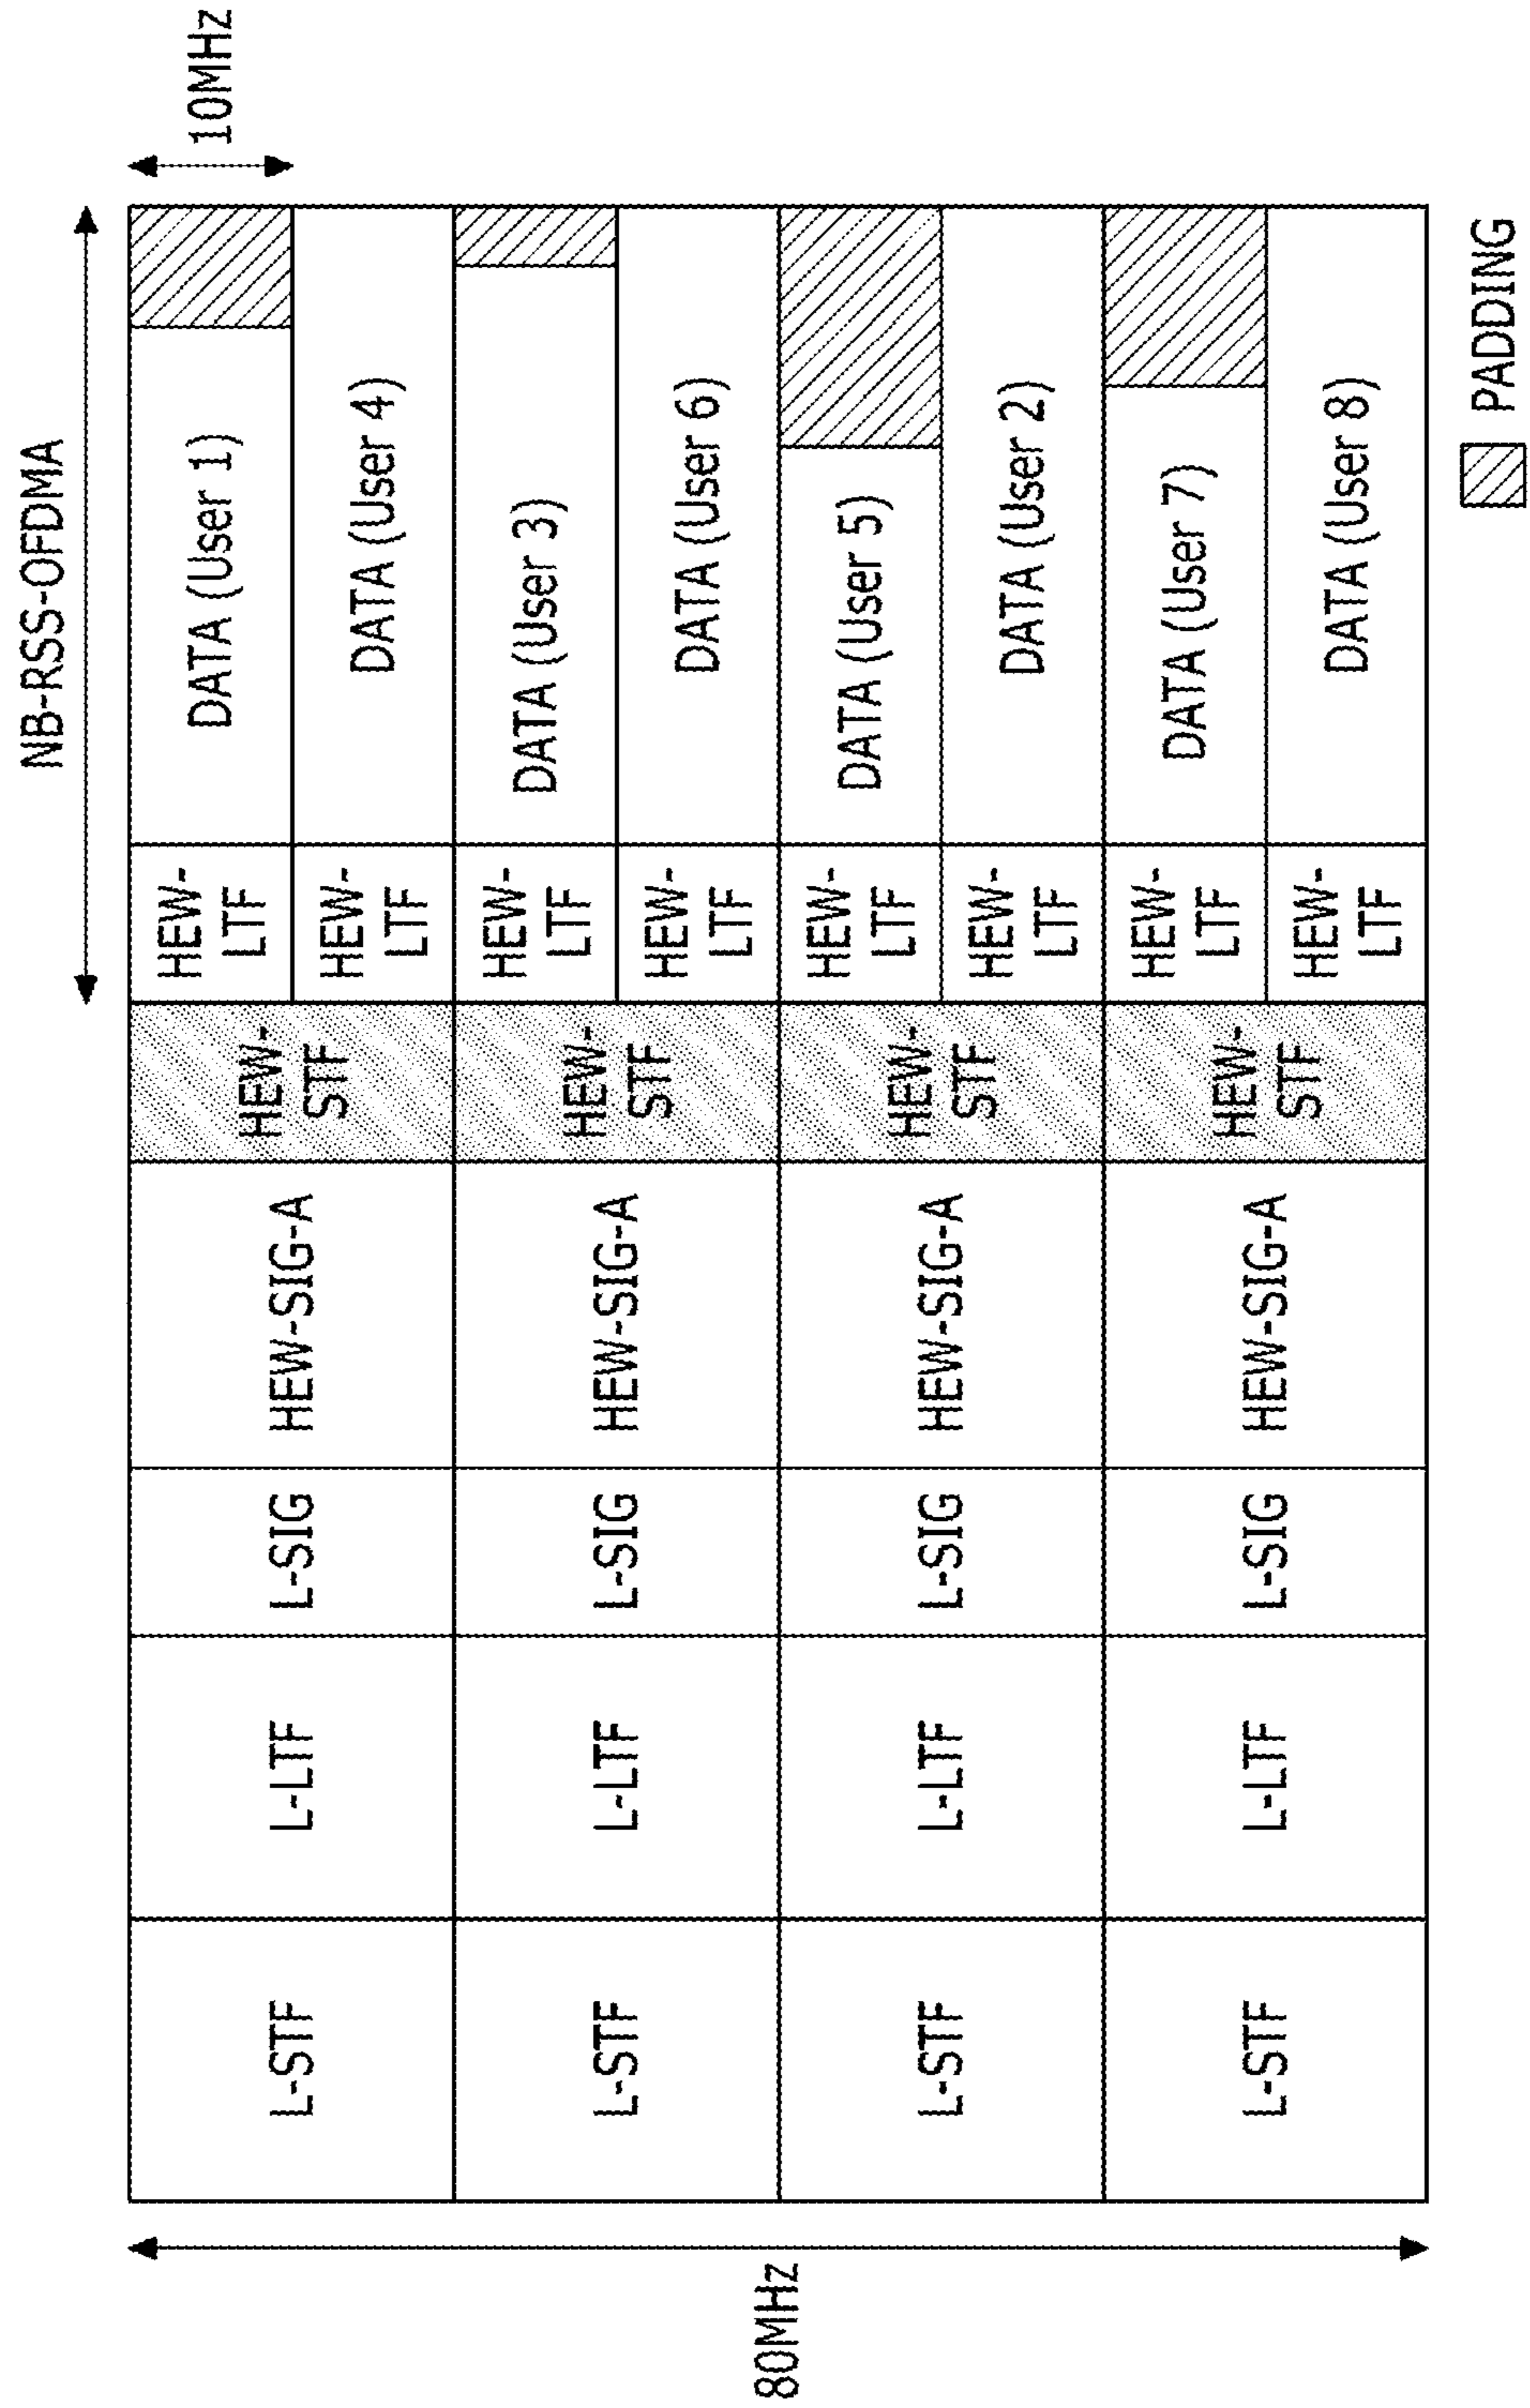 NB-RSS-OFDMA
10MHz
80MHz
L-STF
L-LTF
L-SIG
HEW-SIG-A
HEW-
STF
HEW-
LTF
DATA (User 1)
HEW-
LTF
DATA (User 4)
L-STF
L-LTF
L-SIG
HEW-SIG-A
HEW-
STF
HEW-
LTF
DATA (User 3)
HEW-
LTF
DATA (User 6)
L-STF
L-LTF
L-SIG
HEW-SIG-A
HEW-
STF
HEW-
LTF
DATA (User 5)
HEW-
LTF
DATA (User 2)
L-STF
L-LTF
L-SIG
HEW-SIG-A
HEW-
STF
HEW-
LTF
DATA (User 7)
HEW-
LTF
DATA (User 8)
PADDING